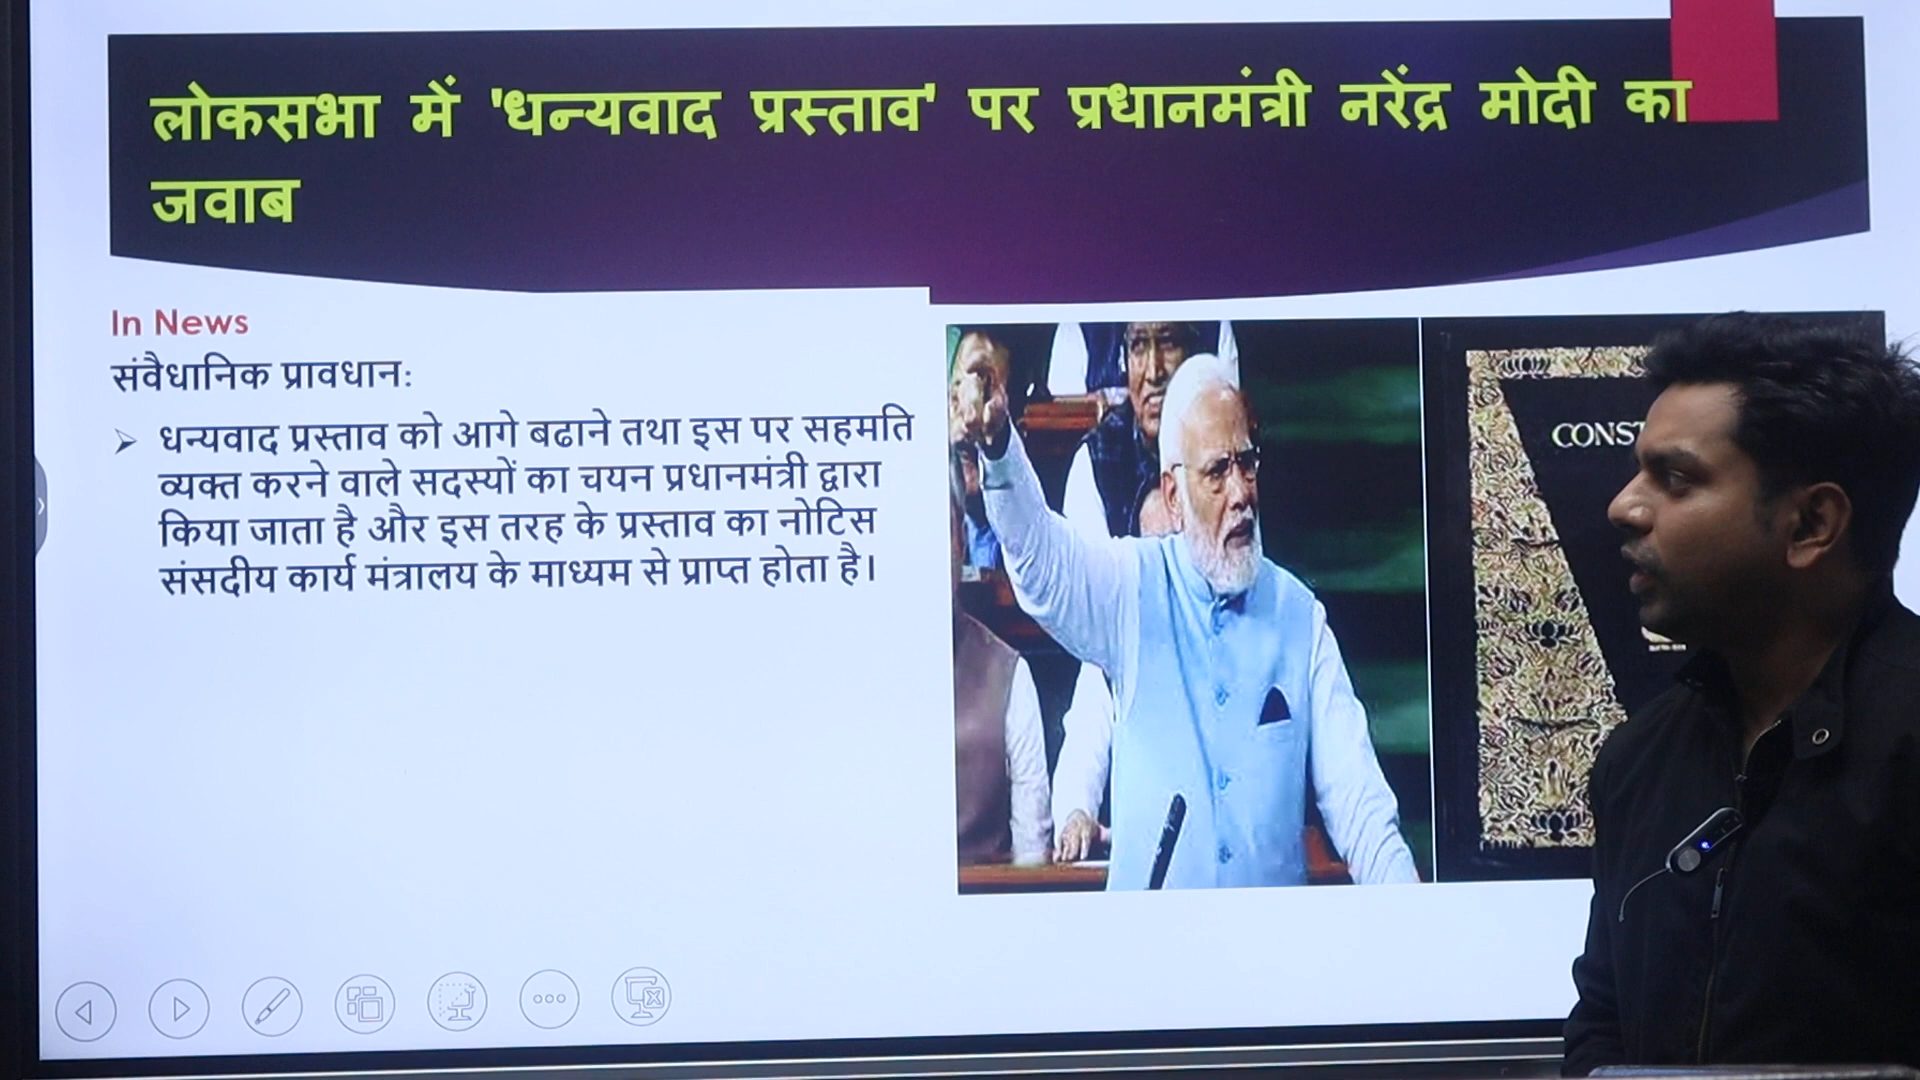 लोकसभा में 'धन्यवाद प्रस्ताव' पर प्रधानमंत्री नरेंद्र मोदी का
जवाब
In News
संवैधानिक प्रावधान:
धन्यवाद प्रस्ताव को आगे बढाने तथा इस पर सहमति
व्यक्त करने वाले सदस्यों का चयन प्रधानमंत्री द्वारा
किया जाता है और इस तरह के प्रस्ताव का नोटिस
संसदीय कार्य मंत्रालय के माध्यम से प्राप्त होता है।
CONST